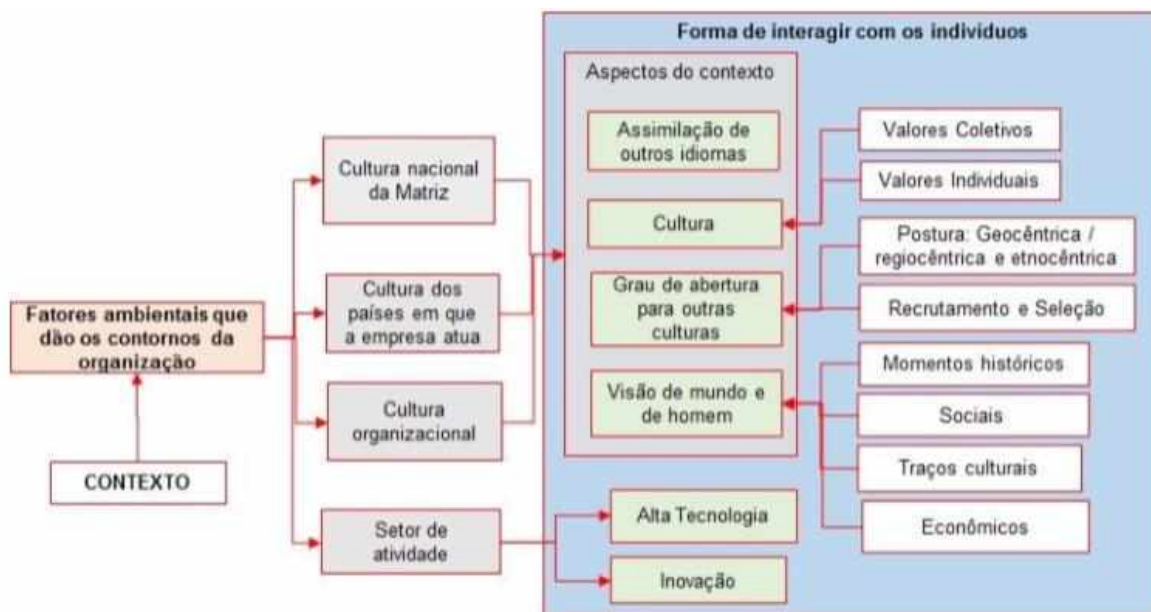 Forma de interagir com os indivíduos
Aspectos do contexto
Assimilação de
outros idiomas
Cultura
Grau de abertura
para outras
culturas
Visão de mundo e
de homem
Valores Coletivos
Valores Individuais
Postura: Geocêntrica /
regiocêntrica e etnocêntrica
Recrutamento e Seleção
Momentos históricos
Sociais
Traços culturais
Econômicos
Cultura nacional
da Matriz
Cultura dos
países em que
a empresa atua
Cultura
organizacional
Setor de
atividade
Alta Tecnologia
Inovação
Fatores ambientais que
dão os contornos da
organização
CONTEXTO